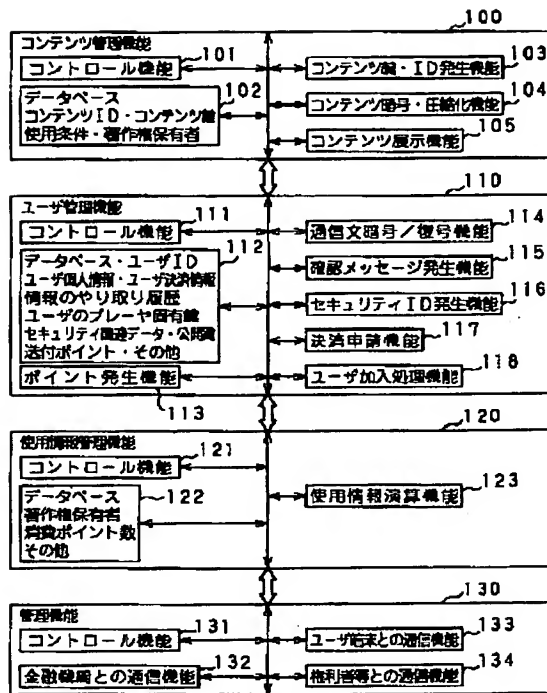 100
コンテンツ管理機能
コントロール機能
101
データベース
コンテンツID・コンテンツ鍵
使用条件・著作権保有者
102
コンテンツ鍵・ID発生機能
103
コンテンツ暗号・圧縮化機能
104
コンテンツ展示機能
105
110
ユーザ管理機能
コントロール機能
111
データベース・ユーザID
ユーザ個人情報・ユーザ決済情報
情報のやり取り履歴
ユーザのプレーヤ固有鍵
セキュリティ関連データ・公開鍵
送付ポイント・その他
112
ポイント発生機能
113
通信文暗号/復号機能
114
確認メッセージ発生機能
115
セキュリティID発生機能
116
決済申請機能
117
ユーザ加入処理機能
118
120
使用情報管理機能
コントロール機能
121
データベース
著作権保有者
消費ポイント数
その他
122
使用情報演算機能
123
130
管理機能
コントロール機能
131
金融機関との通信機能
132
ユーザ端末との通信機能
133
権利者等との通信機能
134